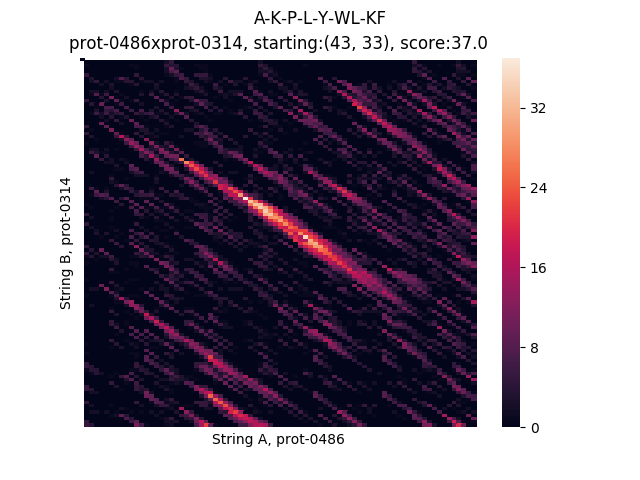 A-K-P-L-Y-WL-KF
prot-0486xprot-0314, starting:(43, 33), score:37.0
String B, prot-0314
String A, prot-0486
32
24
16
8
0